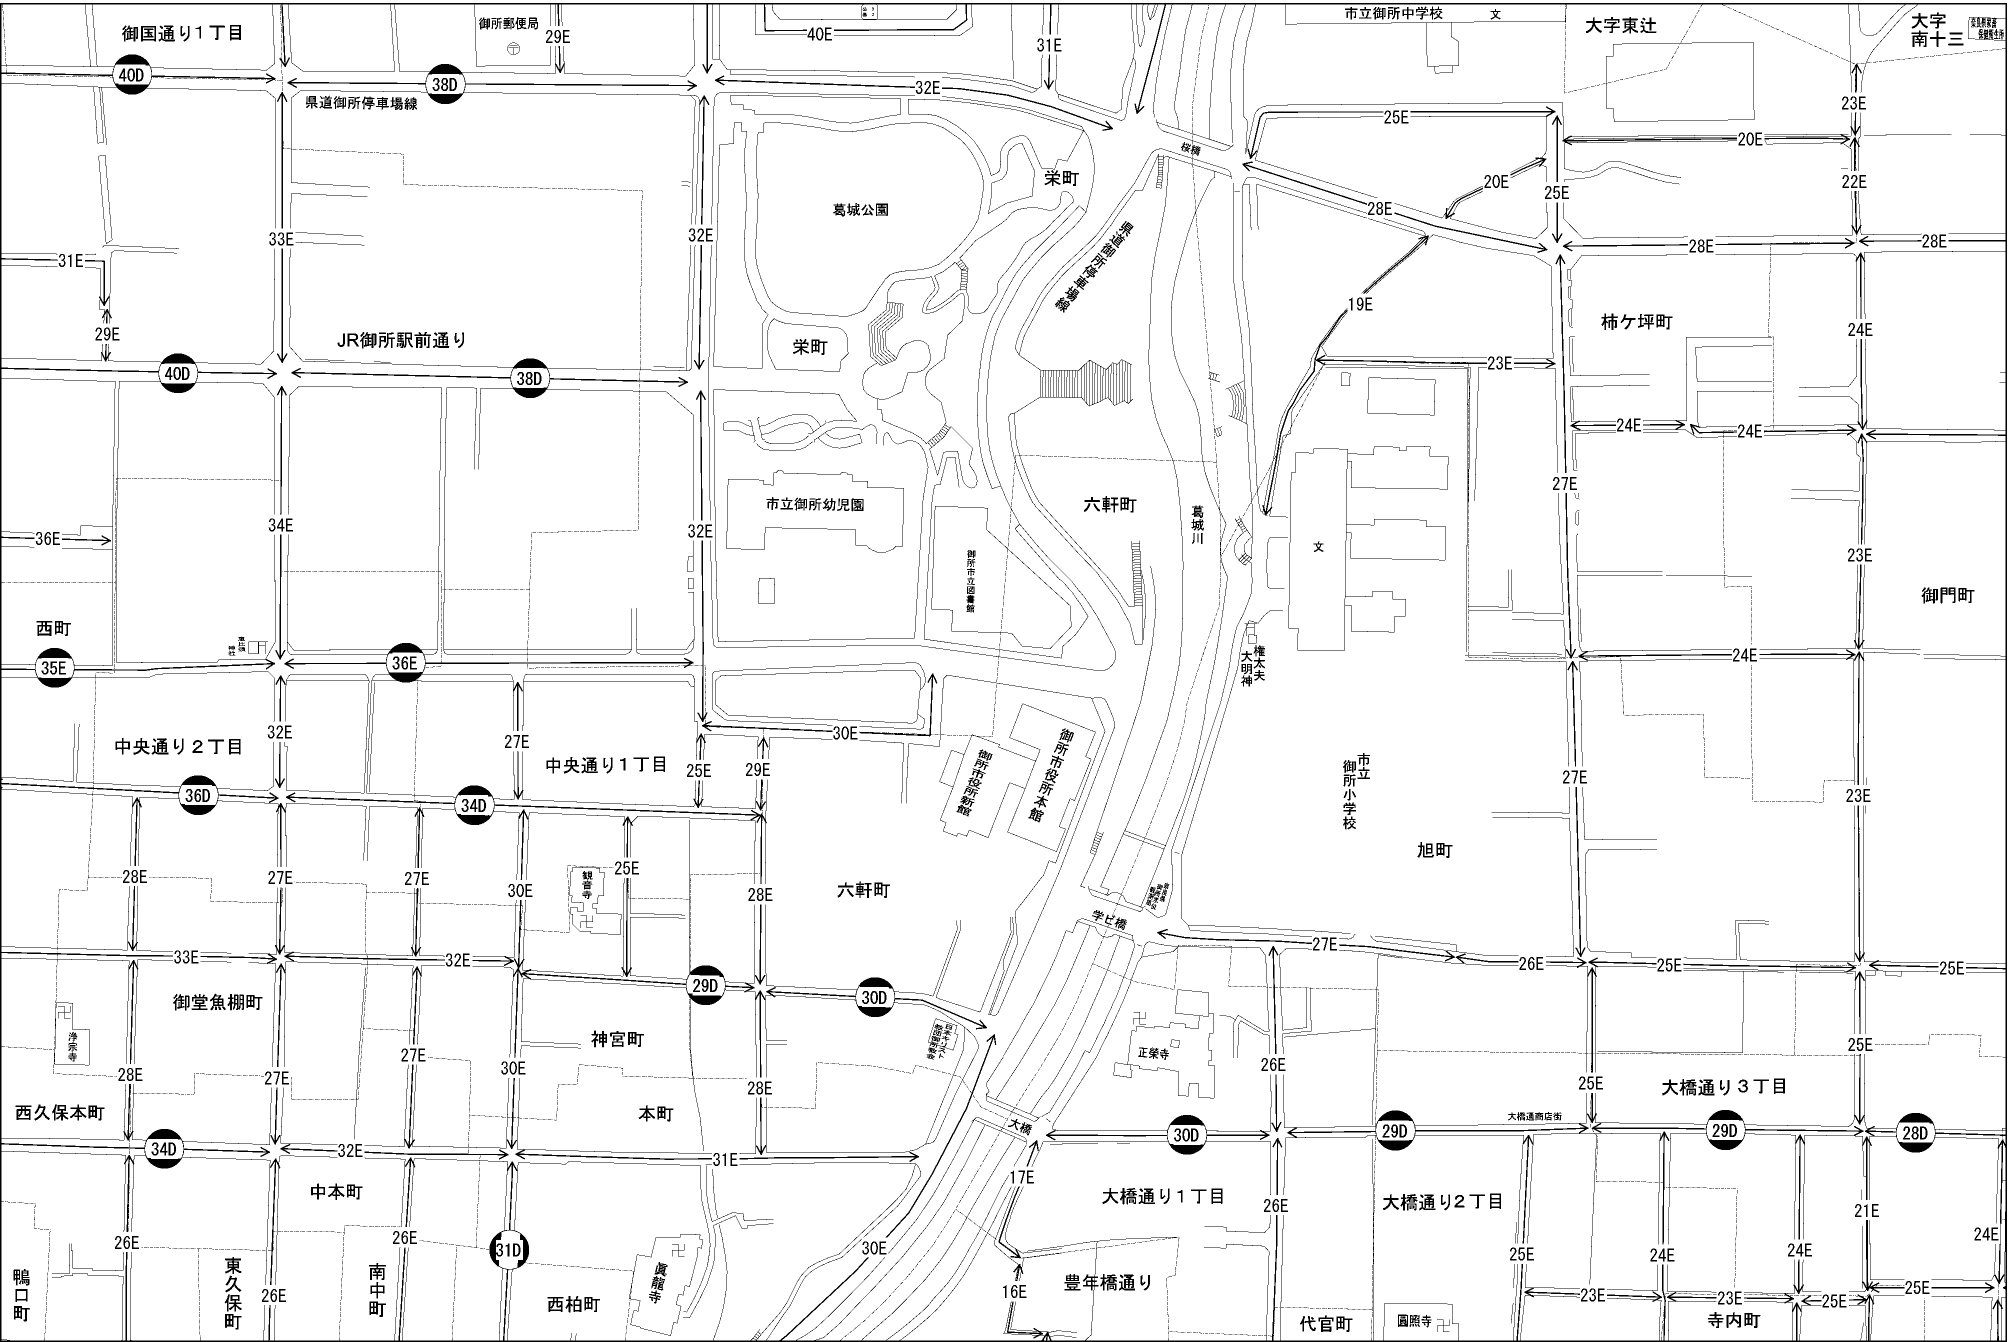 御国通り1丁目
御所郵便局
29E
40E
31E
市立御所中学校
文
大字東辻
大字
南十三
40D
38D
県道御所停車場線
32E
25E
23E
20E
桜橋
栄町
葛城公園
20E
25E
22E
28E
28E
28E
33E
32E
31E
県道御所停車場線
19E
29E
JR御所駅前通り
栄町
柿ケ坪町
24E
40D
38D
23E
24E
24E
27E
34E
32E
市立御所幼児園
六軒町
葛城川
文
36E
御所市立図書館
23E
御門町
西町
35E
36E
権太夫
大明神
24E
32E
27E
30E
中央通り2丁目
中央通り1丁目
25E
29E
御所市役所新館
御所市役所本館
市立
御所小学校
27E
23E
36D
34D
旭町
28E
27E
27E
30E
25E
観音寺
28E
六軒町
学ビ橋
33E
32E
27E
26E
25E
25E
29D
30D
御堂魚棚町
浄宗寺
神宮町
日本キリスト
教団御所教会
正榮寺
28E
27E
27E
30E
28E
26E
25E
25E
西久保本町
本町
大橋通り3丁目
大橋
大橋通商店街
34D
32E
31E
30D
29D
29D
28D
中本町
17E
大橋通り1丁目
大橋通り2丁目
26E
26E
26E
31D
30E
26E
25E
24E
24E
21E
24E
鴨口町
東久保町
26E
南中町
西柏町
眞龍寺
16E
豊年橋通り
代官町
圓照寺
23E
23E
25E
25E
寺内町